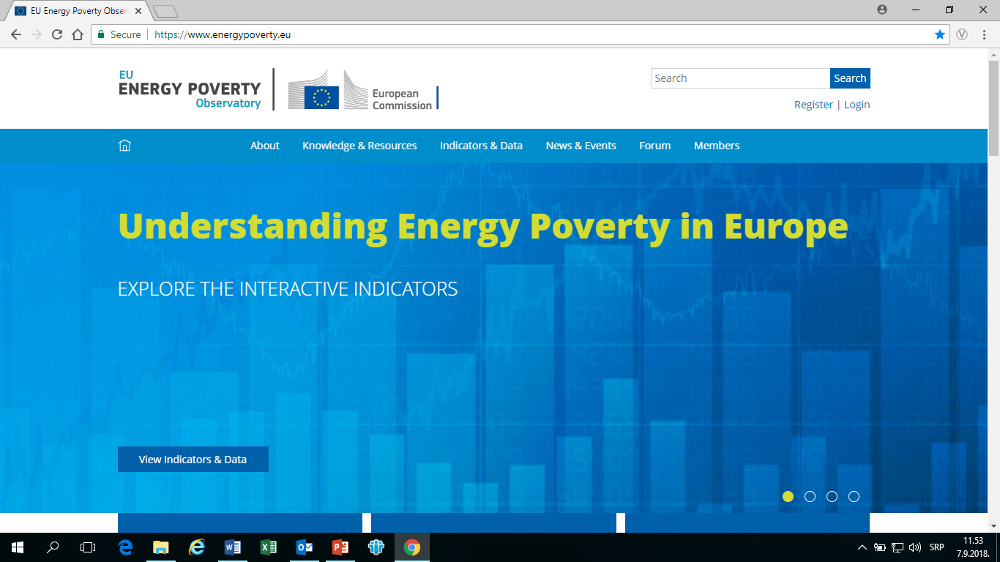 EU Energy Poverty Obser
Secure https://www.energypoverty.eu
EU
ENERGY POVERTY
Observatory
European
Commission
Search
Search
Register | Login
About Knowledge & Resources Indicators & Data News & Events Forum Members
Understanding Energy Poverty in Europe
EXPLORE THE INTERACTIVE INDICATORS
View Indicators & Data
SRP
11.53
7.9.2018.